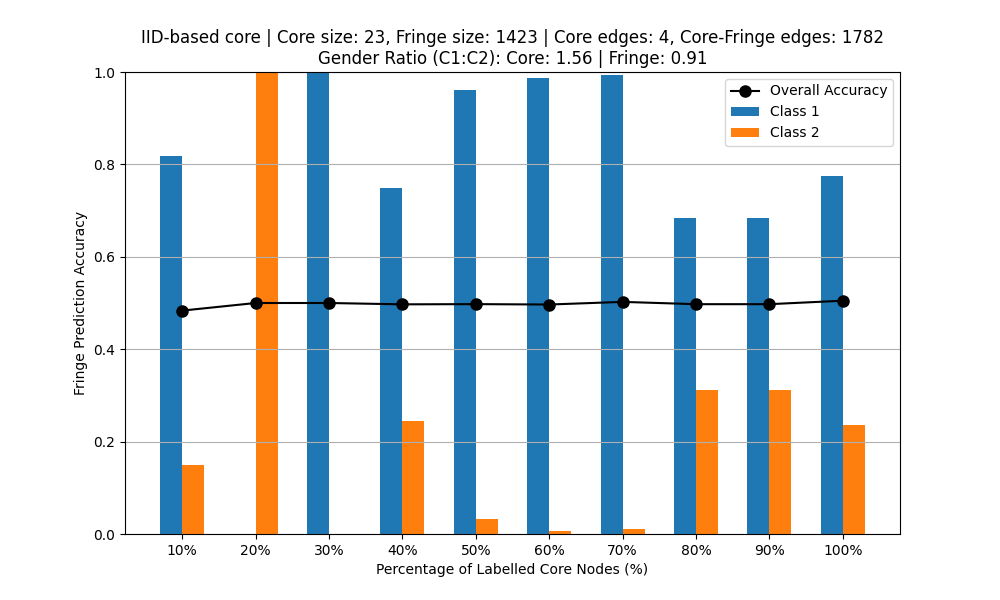 IID-based core | Core size: 23, Fringe size: 1423 | Core edges: 4, Core-Fringe edges: 1782
Gender Ratio (C1:C2): Core: 1.56 | Fringe: 0.91
Overall Accuracy
Class 1
Class 2
Fringe Prediction Accuracy
1.0
0.8
0.6
0.4
0.2
0.0
10% 20% 30% 40% 50% 60% 70% 80% 90% 100%
Percentage of Labelled Core Nodes (%)